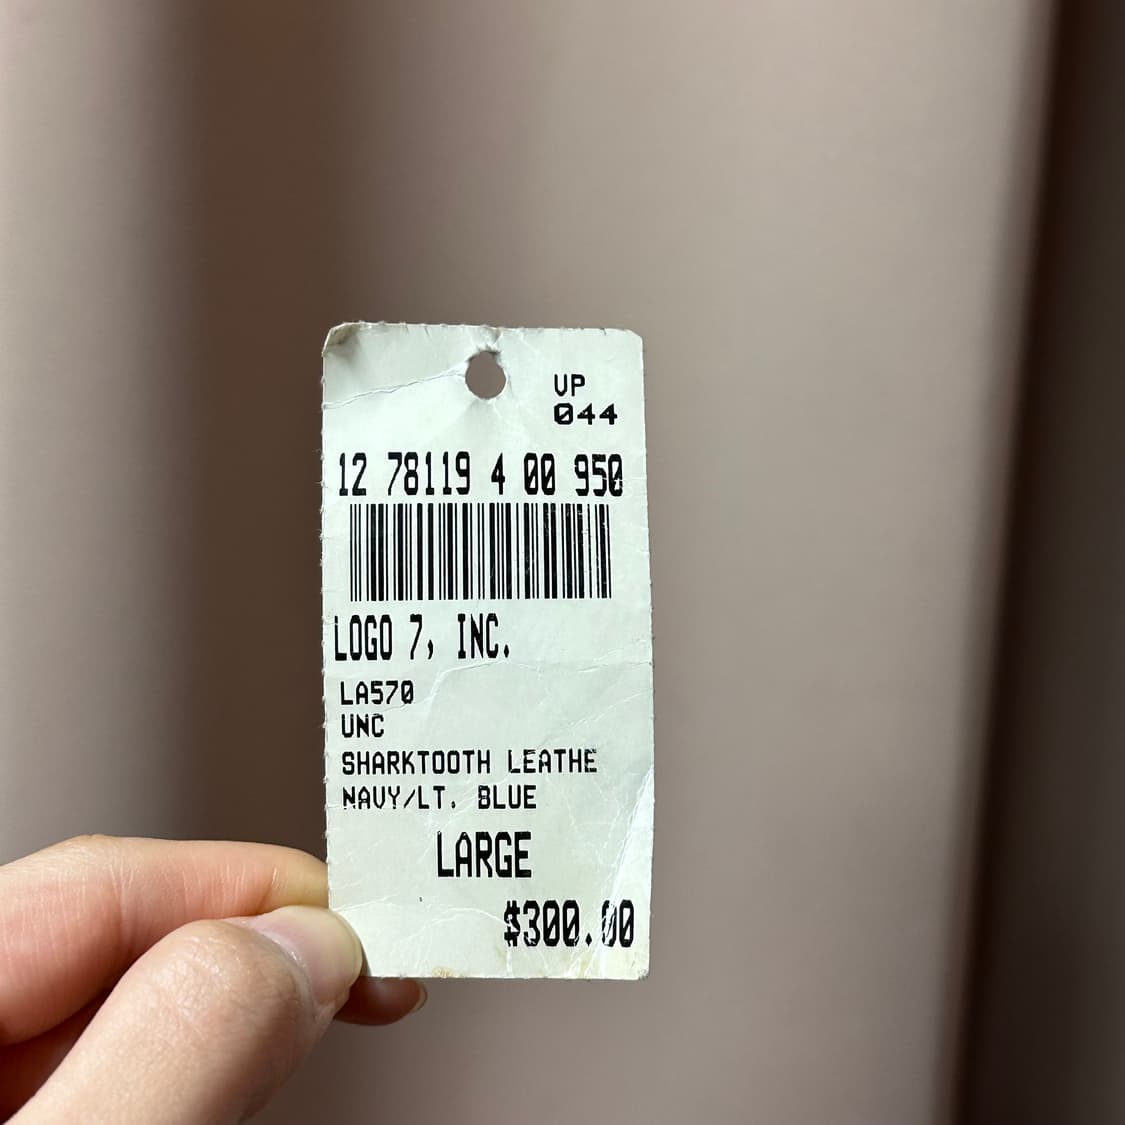 VP
044
12 78119 4 00 950
LOGO 7, INC.
LA570
UNC
SHARKTOOTH LEATHE
NAVY/LT. BLUE
LARGE
$300.00